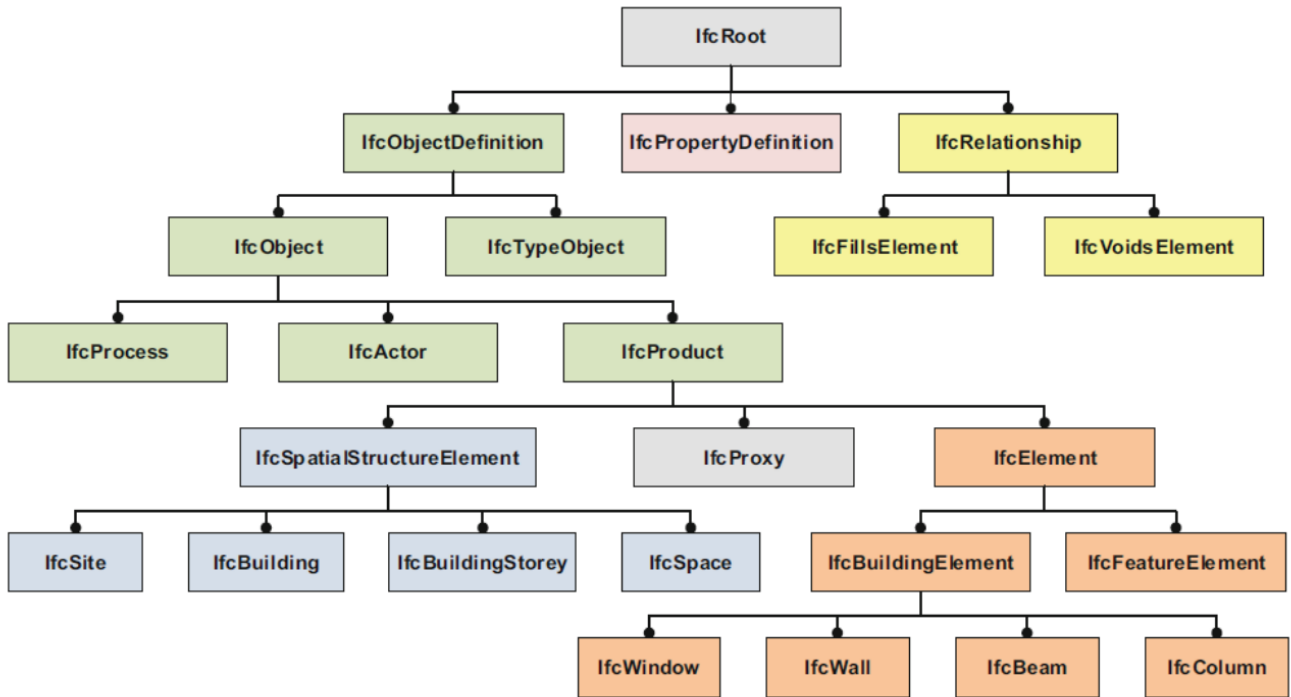 IfcRoot
IfcObjectDefinition
IfcPropertyDefinition
IfcRelationship
IfcObject
IfcTypeObject
IfcFillsElement
IfcVoidsElement
IfcProcess
IfcActor
IfcProduct
IfcSpatialStructureElement
IfcProxy
IfcElement
IfcSite
IfcBuilding
IfcBuildingStorey
IfcSpace
IfcBuildingElement
IfcFeatureElement
IfcWindow
IfcWall
IfcBeam
IfcColumn